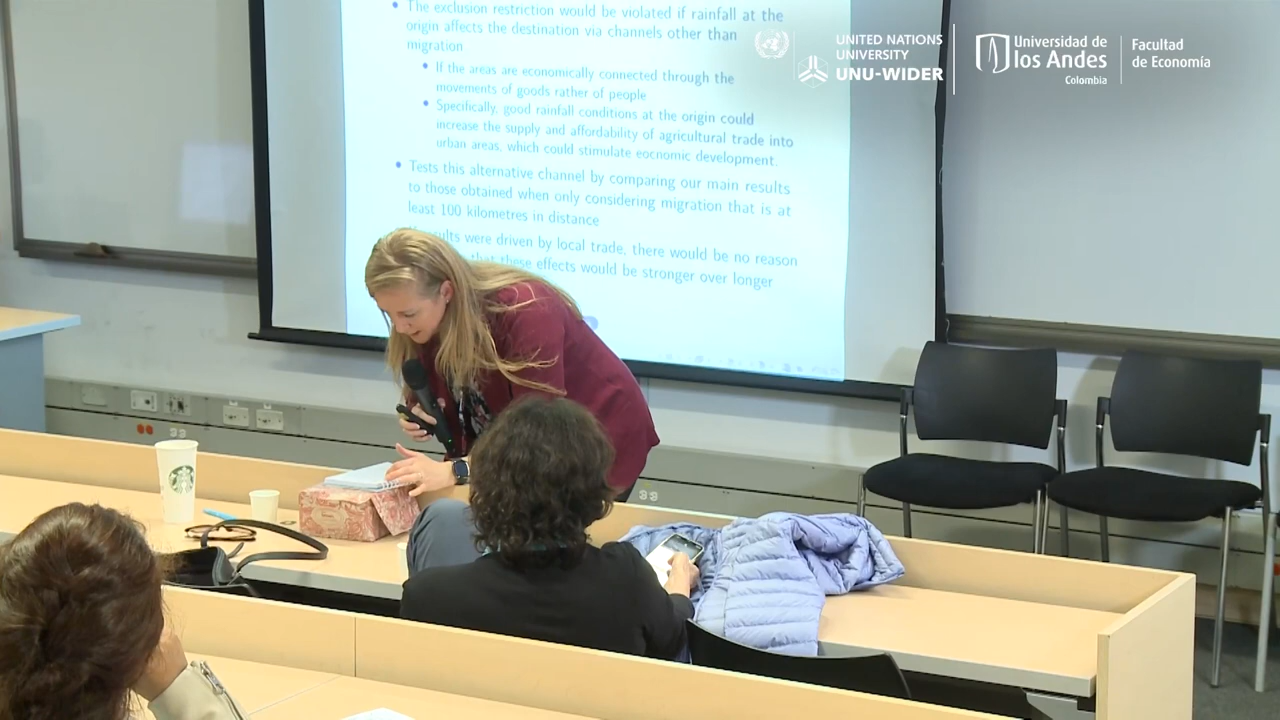 The exclusion restriction would be violated if rainfall at the
origin affects the destination via channels other than
migration
If the areas are economically connected through the
movements of goods rather of people
Specifically, good rainfall conditions at the origin could
increase the supply and affordability of agricultural trade into
urban areas, which could stimulate eocnomic development.
Tests this alternative channel by comparing our main results
to those obtained when only considering migration that is at
least 100 kilometres in distance
were driven by local trade, there would be no reason
that these effects would be stronger over longer
UNITED NATIONS
UNIVERSITY
UNU-WIDER
Universidad de
los Andes
Colombia
Facultad
de Economía